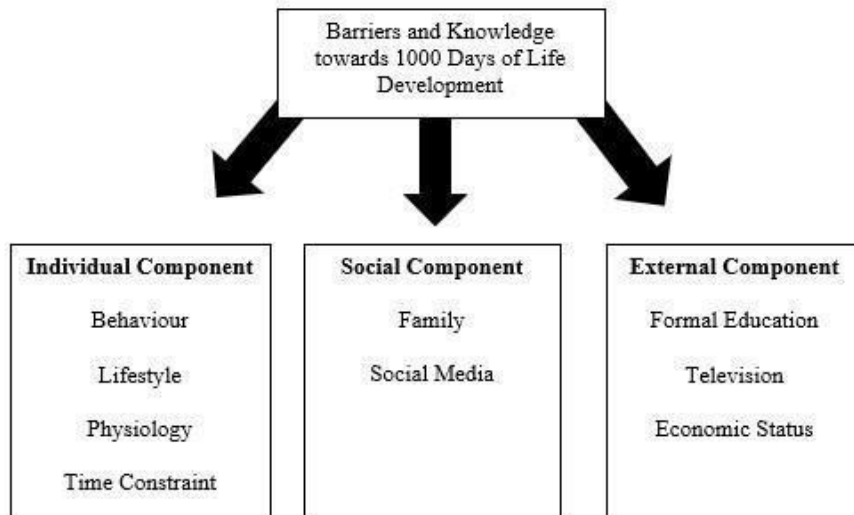 Barriers and Knowledge
towards 1000 Days of Life
Development
Individual Component
Behaviour
Lifestyle
Physiology
Time Constraint
Social Component
Family
Social Media
External Component
Formal Education
Television
Economic Status